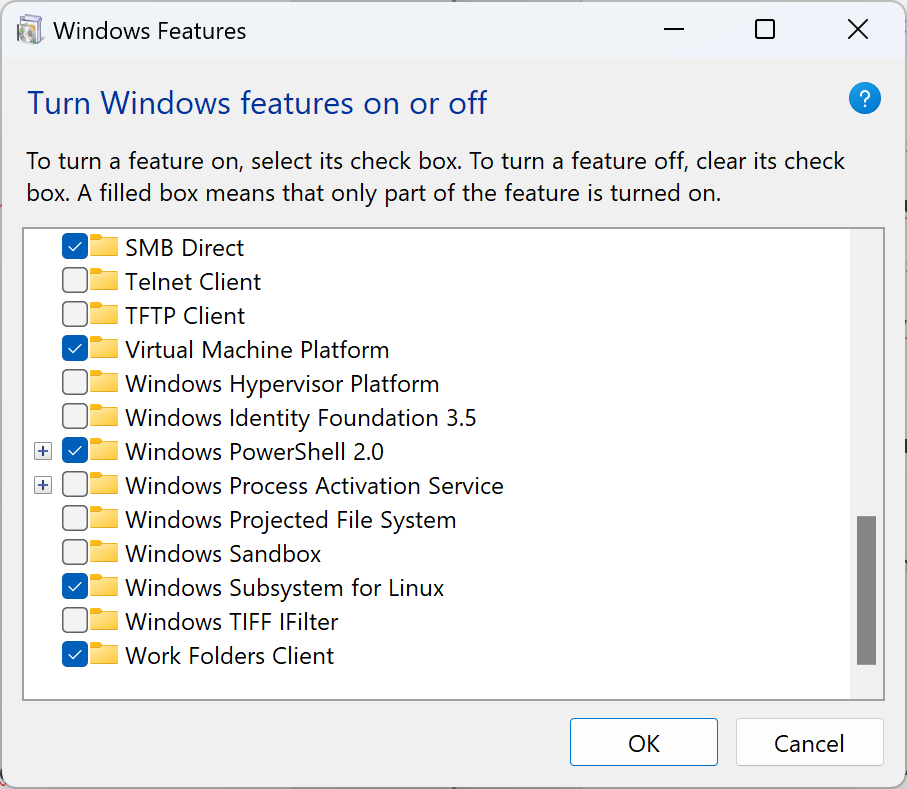 Windows Features
Turn Windows features on or off
?
To turn a feature on, select its check box. To turn a feature off, clear its check
box. A filled box means that only part of the feature is turned on.
SMB Direct
Telnet Client
TFTP Client
Virtual Machine Platform
Windows Hypervisor Platform
Windows Identity Foundation 3.5
Windows PowerShell 2.0
Windows Process Activation Service
Windows Projected File System
Windows Sandbox
Windows Subsystem for Linux
Windows TIFF IFilter
Work Folders Client
OK
Cancel